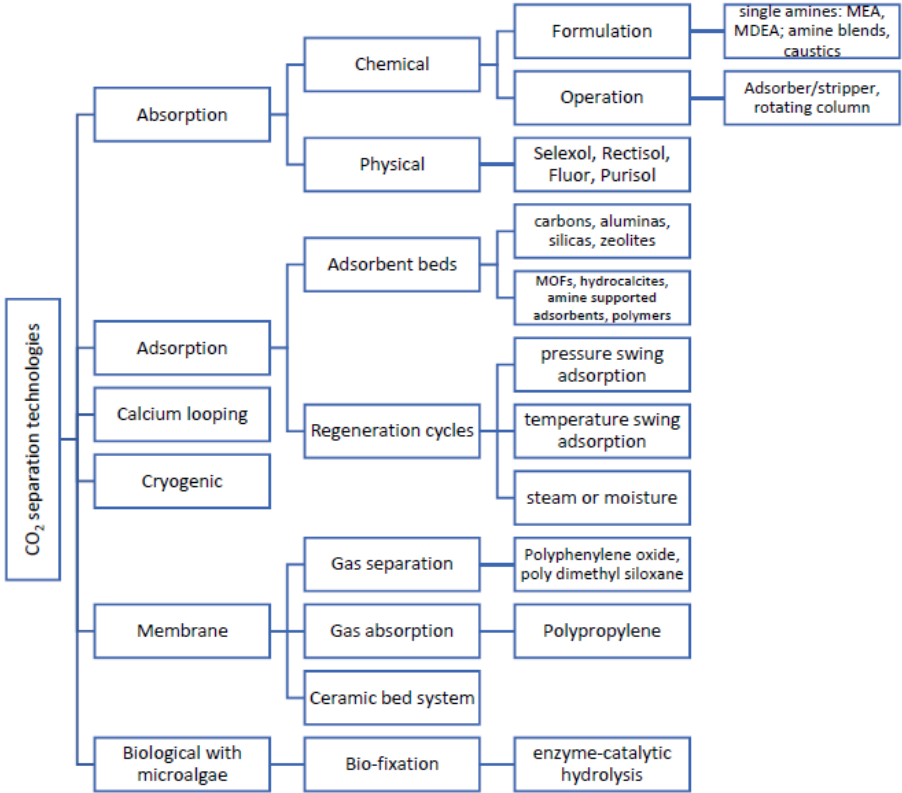 CO2 separation technologies
Absorption
Chemical
Formulation
single amines: MEA,
MDEA; amine blends,
caustics
Operation
Adsorber/stripper,
rotating column
Physical
Selexol, Rectisol,
Fluor, Purisol
Adsorption
Adsorbent beds
carbons, aluminas,
silicas, zeolites
MOFs, hydrocalcites,
amine supported
adsorbents, polymers
Regeneration cycles
pressure swing
adsorption
temperature swing
adsorption
steam or moisture
Calcium looping
Cryogenic
Membrane
Gas separation
Polyphenylene oxide,
poly dimethyl siloxane
Gas absorption
Polypropylene
Ceramic bed system
Biological with
microalgae
Bio-fixation
enzyme-catalytic
hydrolysis